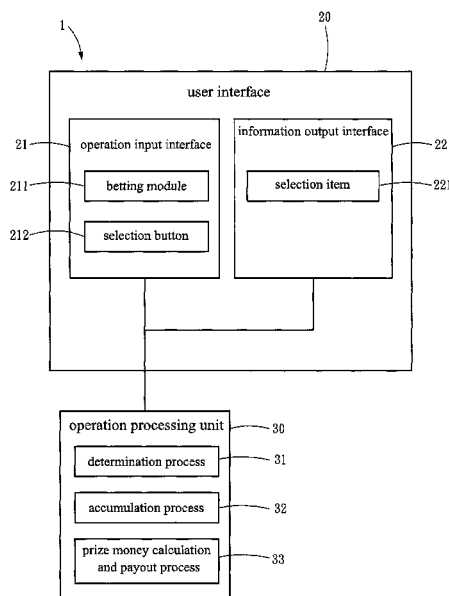 1
20
user interface
21
operation input interface
information output interface
22
211
betting module
selection item
221
212
selection button
operation processing unit
30
determination process
31
accumulation process
32
prize money calculation
and payout process
33